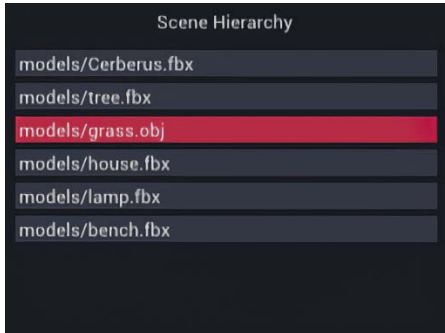 Scene Hierarchy
models/Cerberus.fbx
models/tree.fbx
models/grass.obj
models/house.fbx
models/lamp.fbx
models/bench.fbx